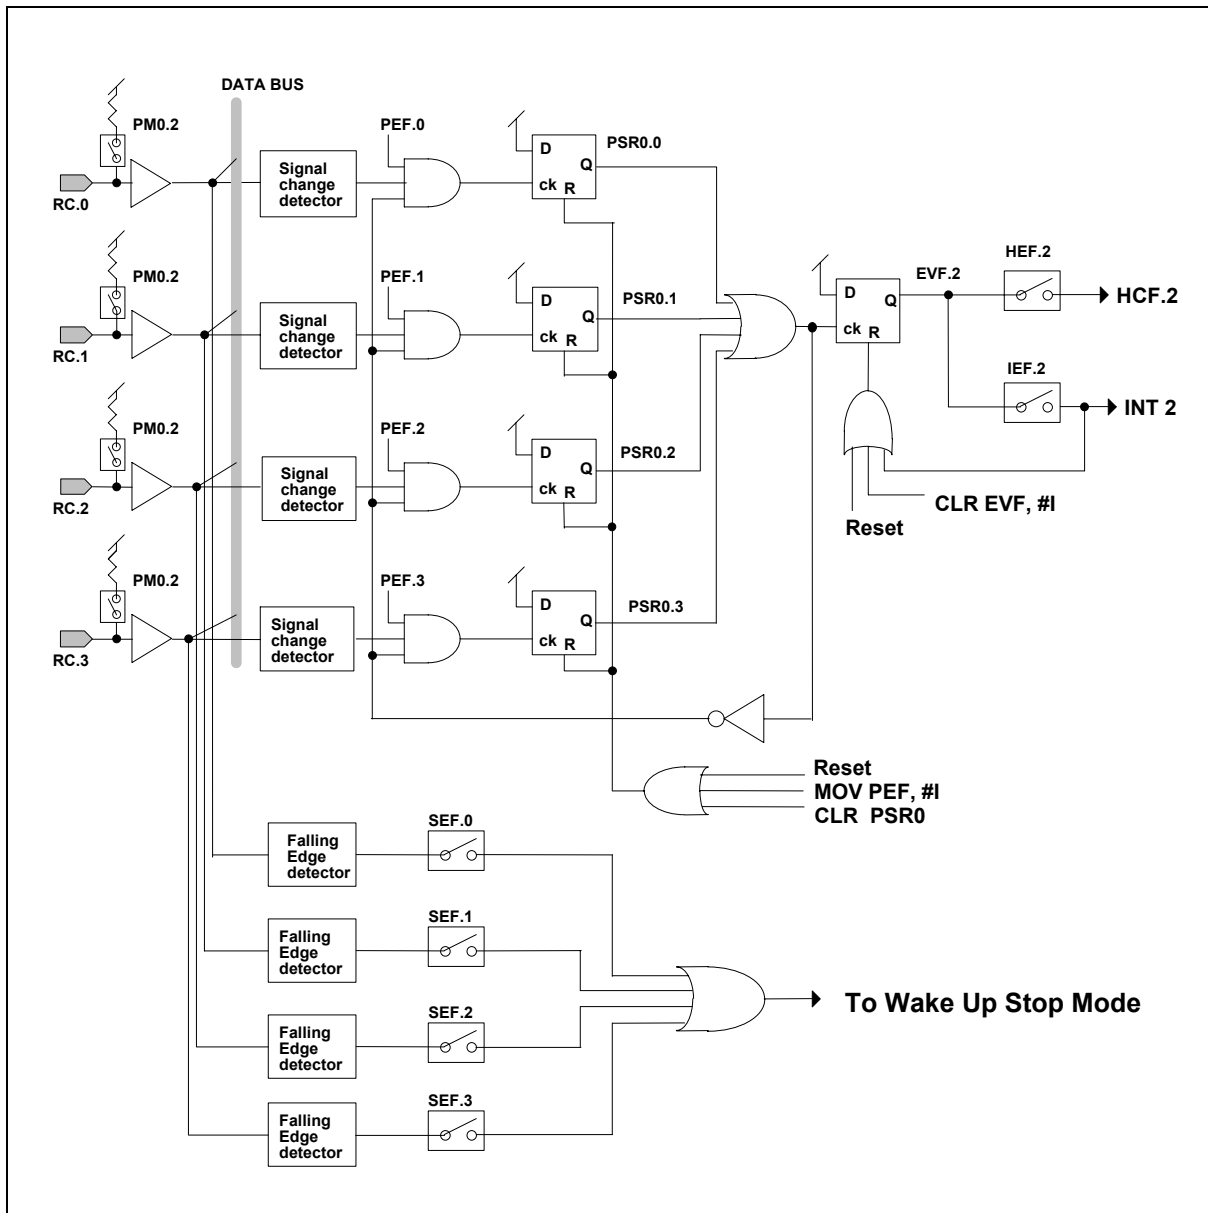 DATA BUS
PM0.2
RC.0
Signal
change
detector
PEF.0
D
Q
ck
R
PSR0.0
PM0.2
RC.1
Signal
change
detector
PEF.1
D
Q
ck
R
PSR0.1
PM0.2
RC.2
Signal
change
detector
PEF.2
D
Q
ck
R
PSR0.2
PM0.2
RC.3
Signal
change
detector
PEF.3
D
Q
ck
R
PSR0.3
D
Q
ck
R
EVF.2
HEF.2
HCF.2
IEF.2
INT 2
CLR EVF, #I
Reset
Reset
MOV PEF, #I
CLR PSR0
Falling
Edge
detector
SEF.0
Falling
Edge
detector
SEF.1
Falling
Edge
detector
SEF.2
Falling
Edge
detector
SEF.3
To Wake Up Stop Mode